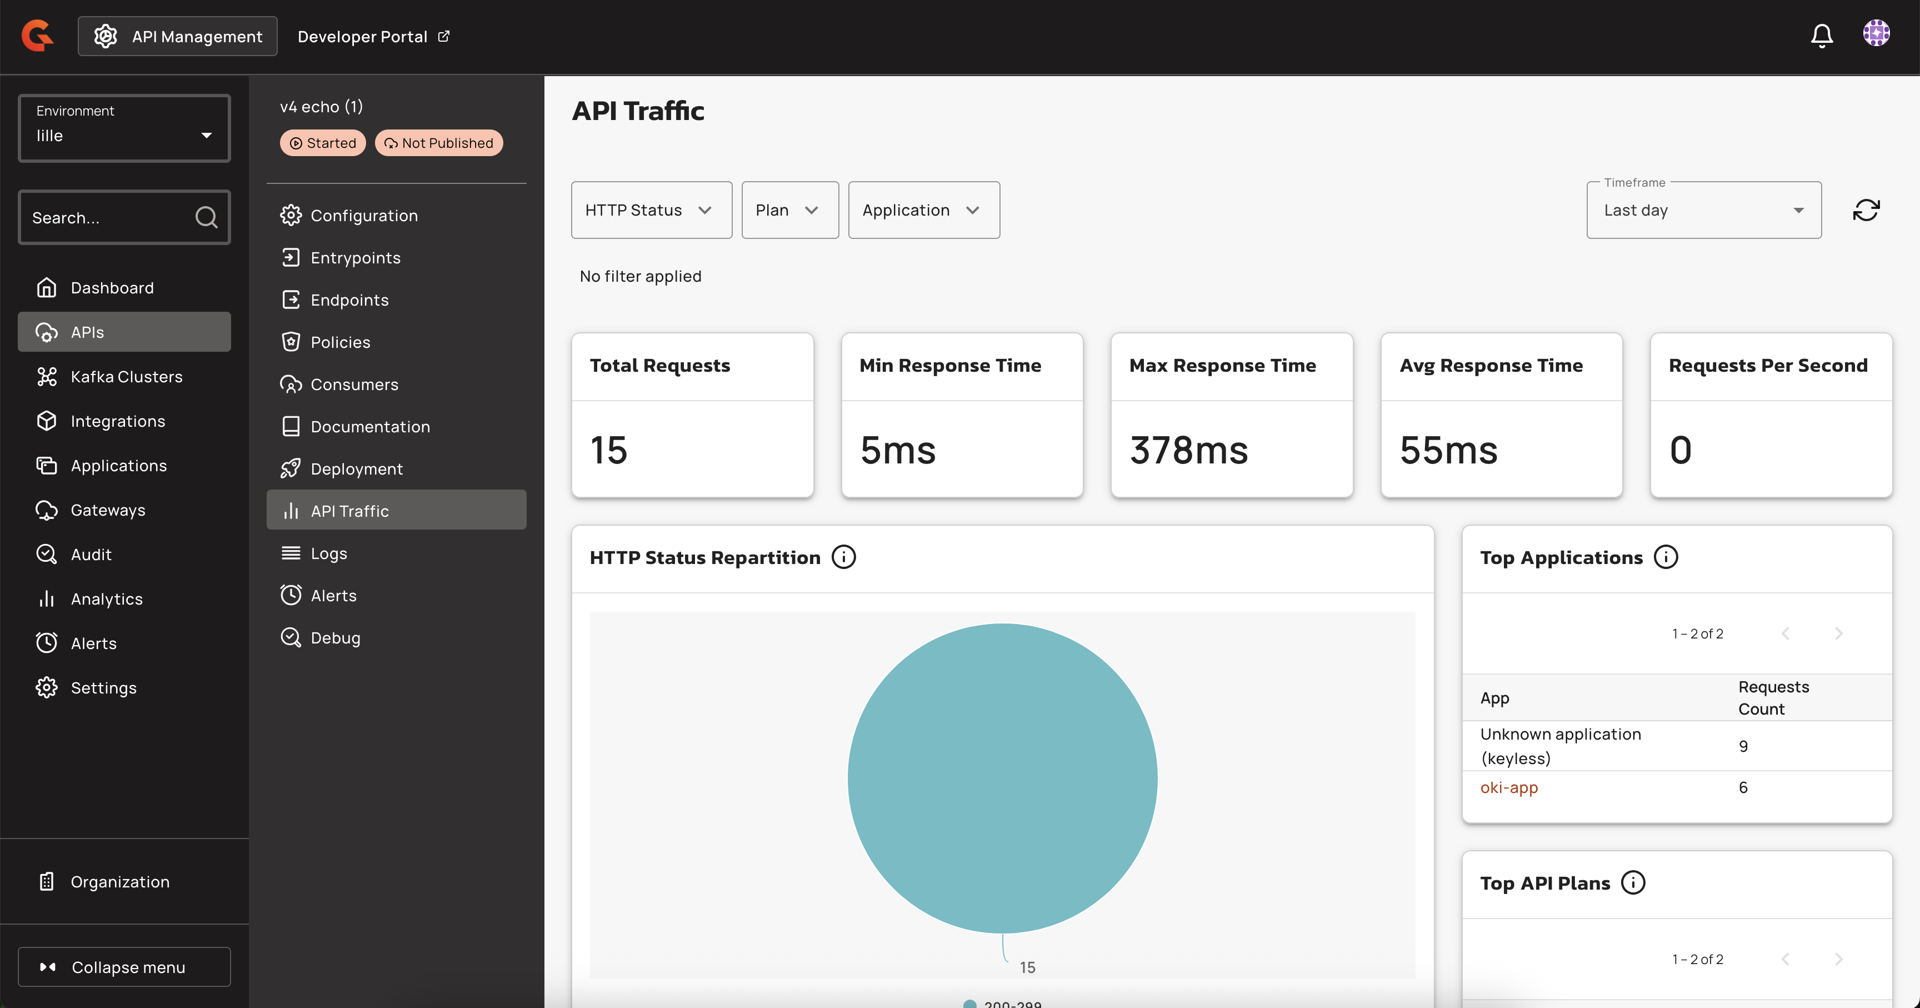 API Management
Developer Portal
Environment
lille
Search...
Dashboard
APIs
Kafka Clusters
Integrations
Applications
Gateways
Audit
Analytics
Alerts
Settings
Organization
Collapse menu
v4 echo (1)
Started
Not Published
Configuration
Entrypoints
Endpoints
Policies
Consumers
Documentation
Deployment
API Traffic
Logs
Alerts
Debug
API Traffic
HTTP Status
Plan
Application
Timeframe
Last day
No filter applied
Total Requests
15
Min Response Time
5ms
Max Response Time
378ms
Avg Response Time
55ms
Requests Per Second
0
HTTP Status Repartition
15
200-299
Top Applications
1 – 2 of 2
App
Requests
Count
Unknown application
(keyless)
9
oki-app
6
Top API Plans
1 – 2 of 2